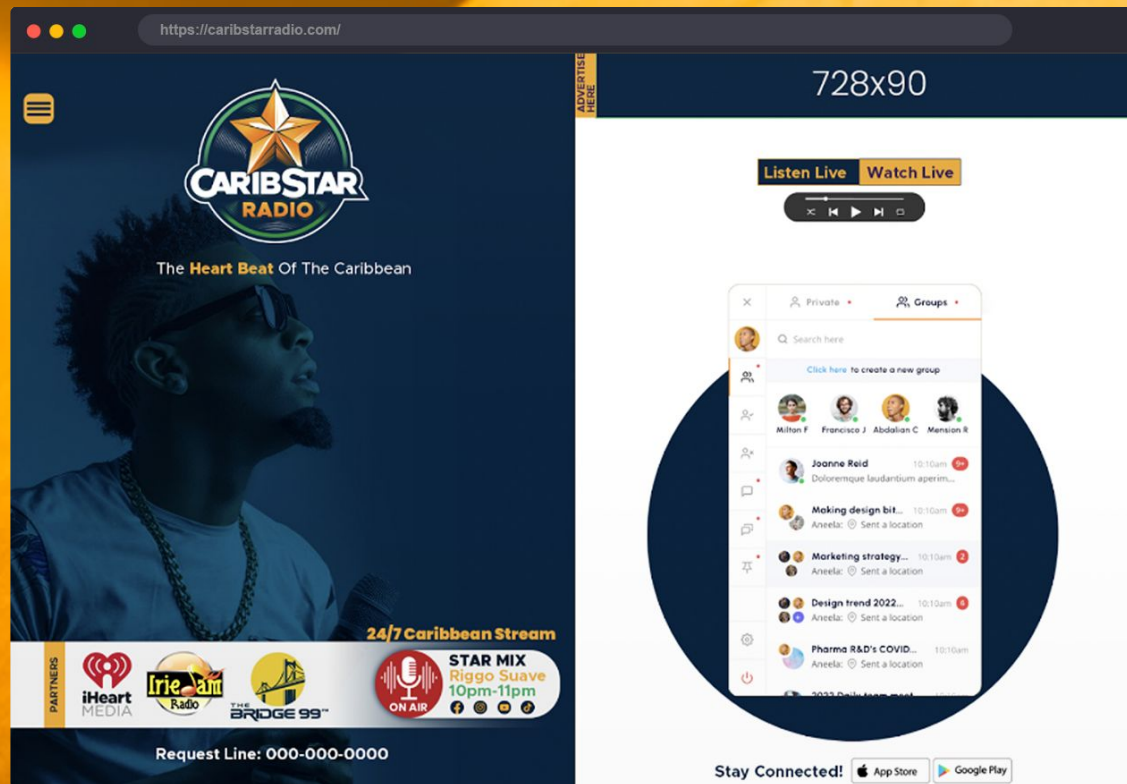 https://caribstarradio.com/
CARIBSTAR
RADIO
The Heart Beat Of The Caribbean
24/7 Caribbean Stream
PARTNERS
iHeart
MEDIA
Irie Jam
Radio
THE
BRIDGE 99™
ON AIR
STAR MIX
Riggo Suave
10pm-11pm
Request Line: 000-000-0000
ADVERTISE
HERE
728x90
Listen Live Watch Live
Private Groups
Search here
Click here to create a new group
Milton F Francisco J Abdalian C Mension R
Joanne Reid 10:10am 9+
Doloremque laudantium aperim...
Making design bit... 10:10am 9+
Aneela: Sent a location
Marketing strategy... 10:10am 2
Aneela: Sent a location
Design trend 2022... 10:10am 4
Aneela: Sent a location
Pharma R&D's COVID... 10:10am
Aneela: Sent a location
Stay Connected! App Store Google Play